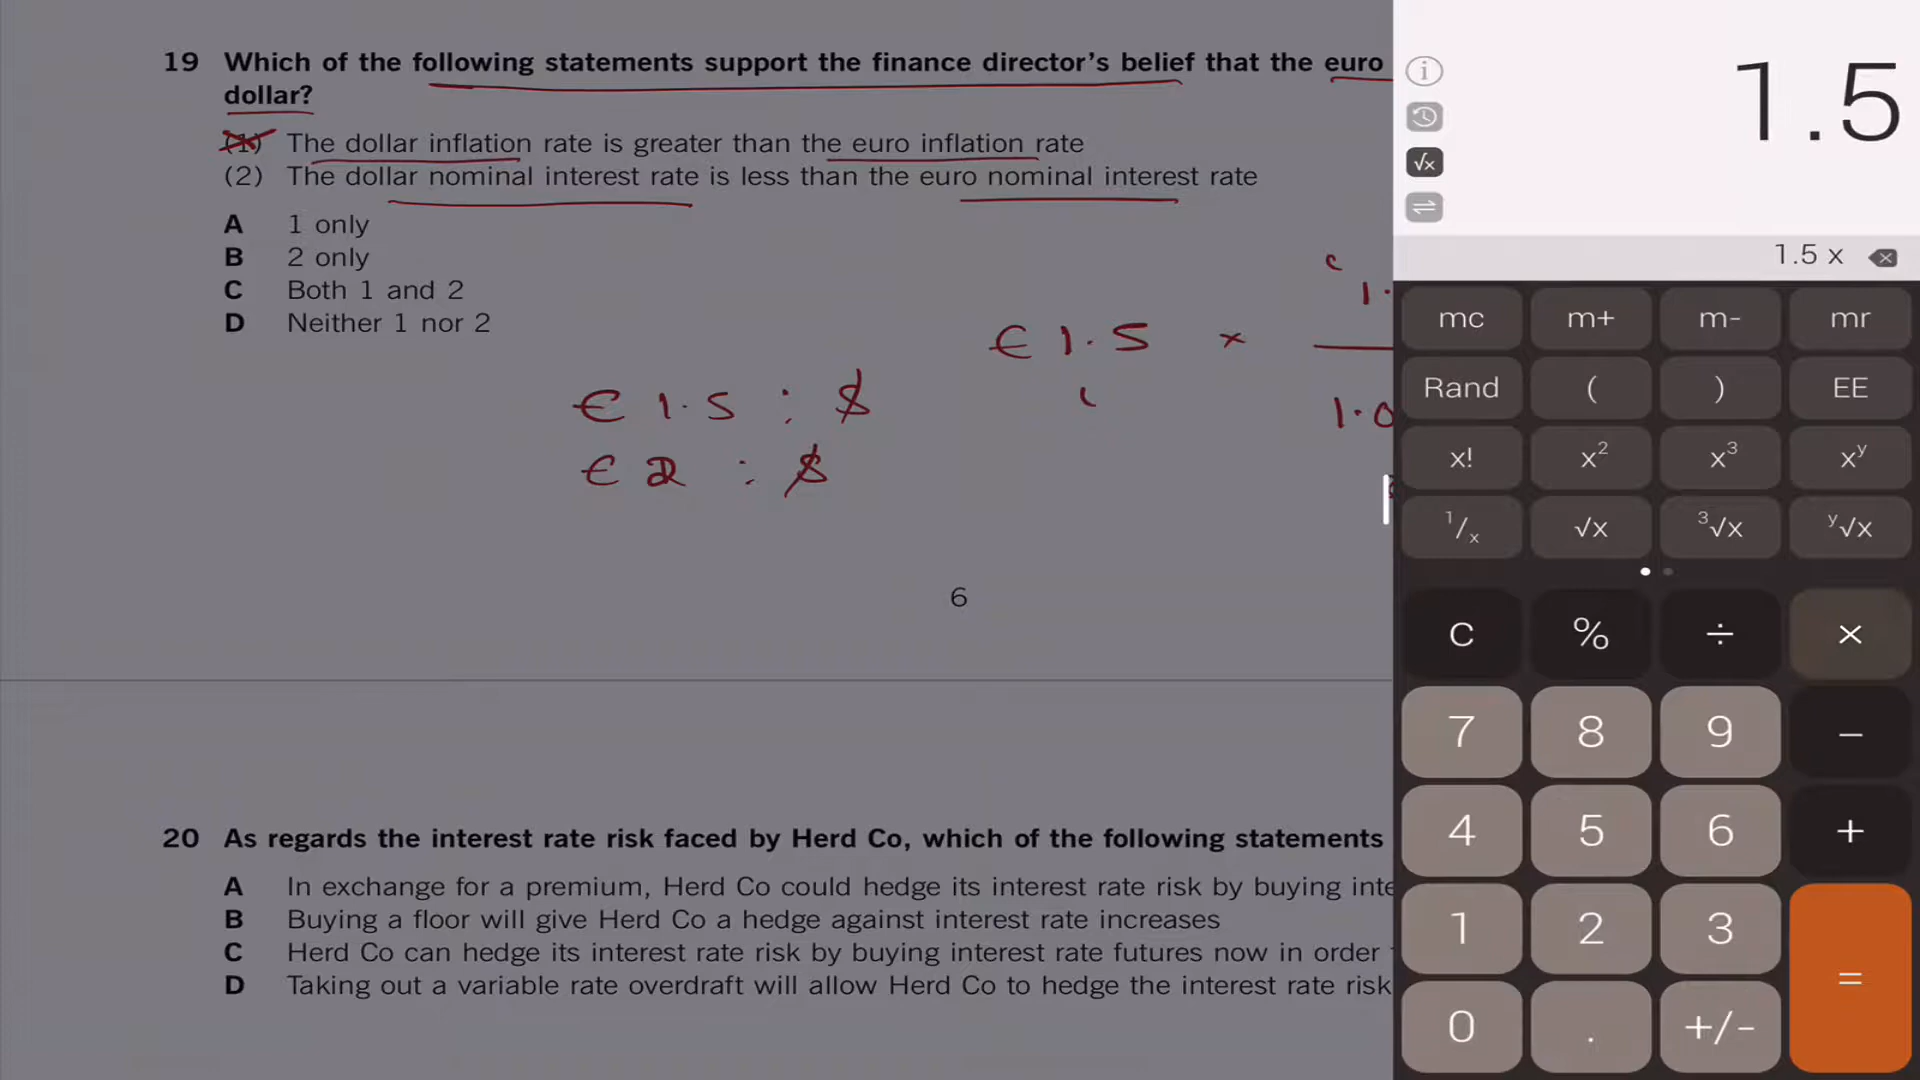 19 Which of the following statements support the finance director's belief that the euro
dollar?
(1) The dollar inflation rate is greater than the euro inflation rate
(2) The dollar nominal interest rate is less than the euro nominal interest rate
A 1 only
B 2 only
C Both 1 and 2
D Neither 1 nor 2
€ 1.5 × 1.
1.0
€ 1.5 : $
€ 2 : $
6
20 As regards the interest rate risk faced by Herd Co, which of the following statements
A In exchange for a premium, Herd Co could hedge its interest rate risk by buying
B Buying a floor will give Herd Co a hedge against interest rate increases
C Herd Co can hedge its interest rate risk by buying interest rate futures now in order
D Taking out a variable rate overdraft will allow Herd Co to hedge the interest rate risk
1.5
√x
1.5 x
mc m+ m- mr
Rand ( ) EE
x! x² x³ xʸ
1/x √x ³√x ʸ√x
C % ÷ ×
7 8 9 −
4 5 6 +
1 2 3 =
0 . +/-